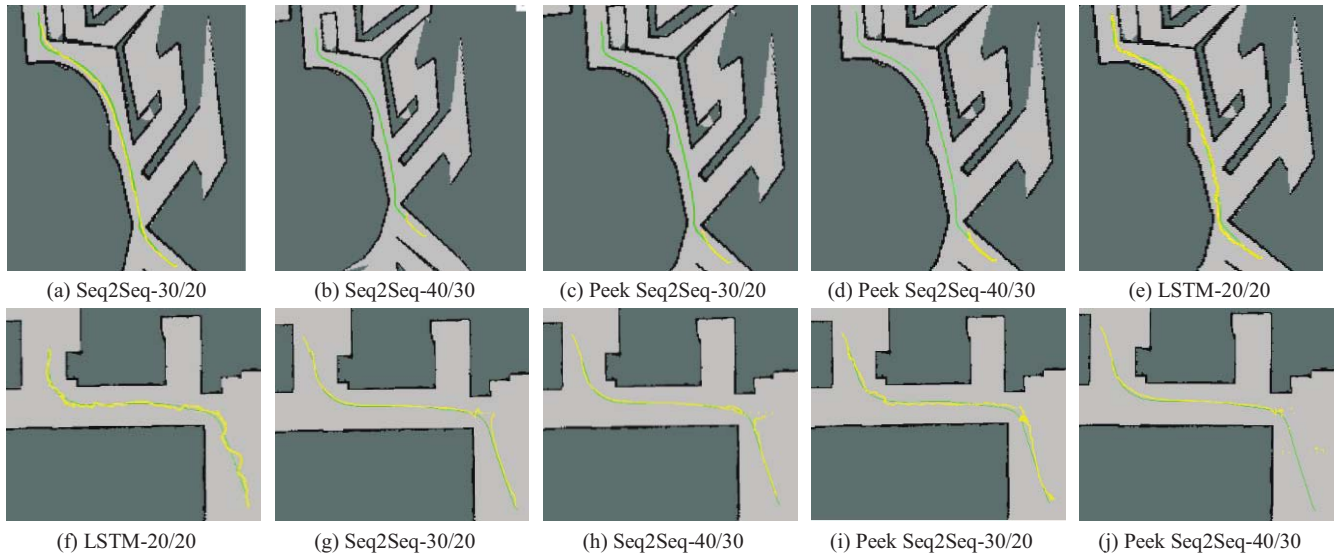 (a) Seq2Seq-30/20 (b) Seq2Seq-40/30 (c) Peek Seq2Seq-30/20 (d) Peek Seq2Seq-40/30 (e) LSTM-20/20
(f) LSTM-20/20 (g) Seq2Seq-30/20 (h) Seq2Seq-40/30 (i) Peek Seq2Seq-30/20 (j) Peek Seq2Seq-40/30